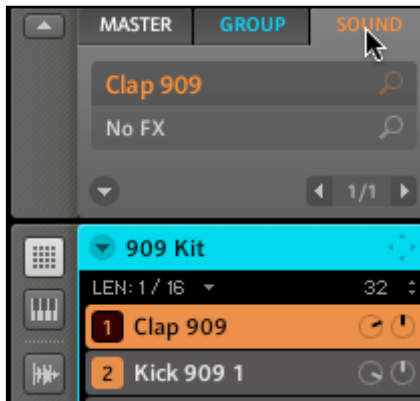 MASTER GROUP SOUND
Clap 909
No FX
1/1
909 Kit
LEN: 1 / 16 32
1 Clap 909
2 Kick 909 1